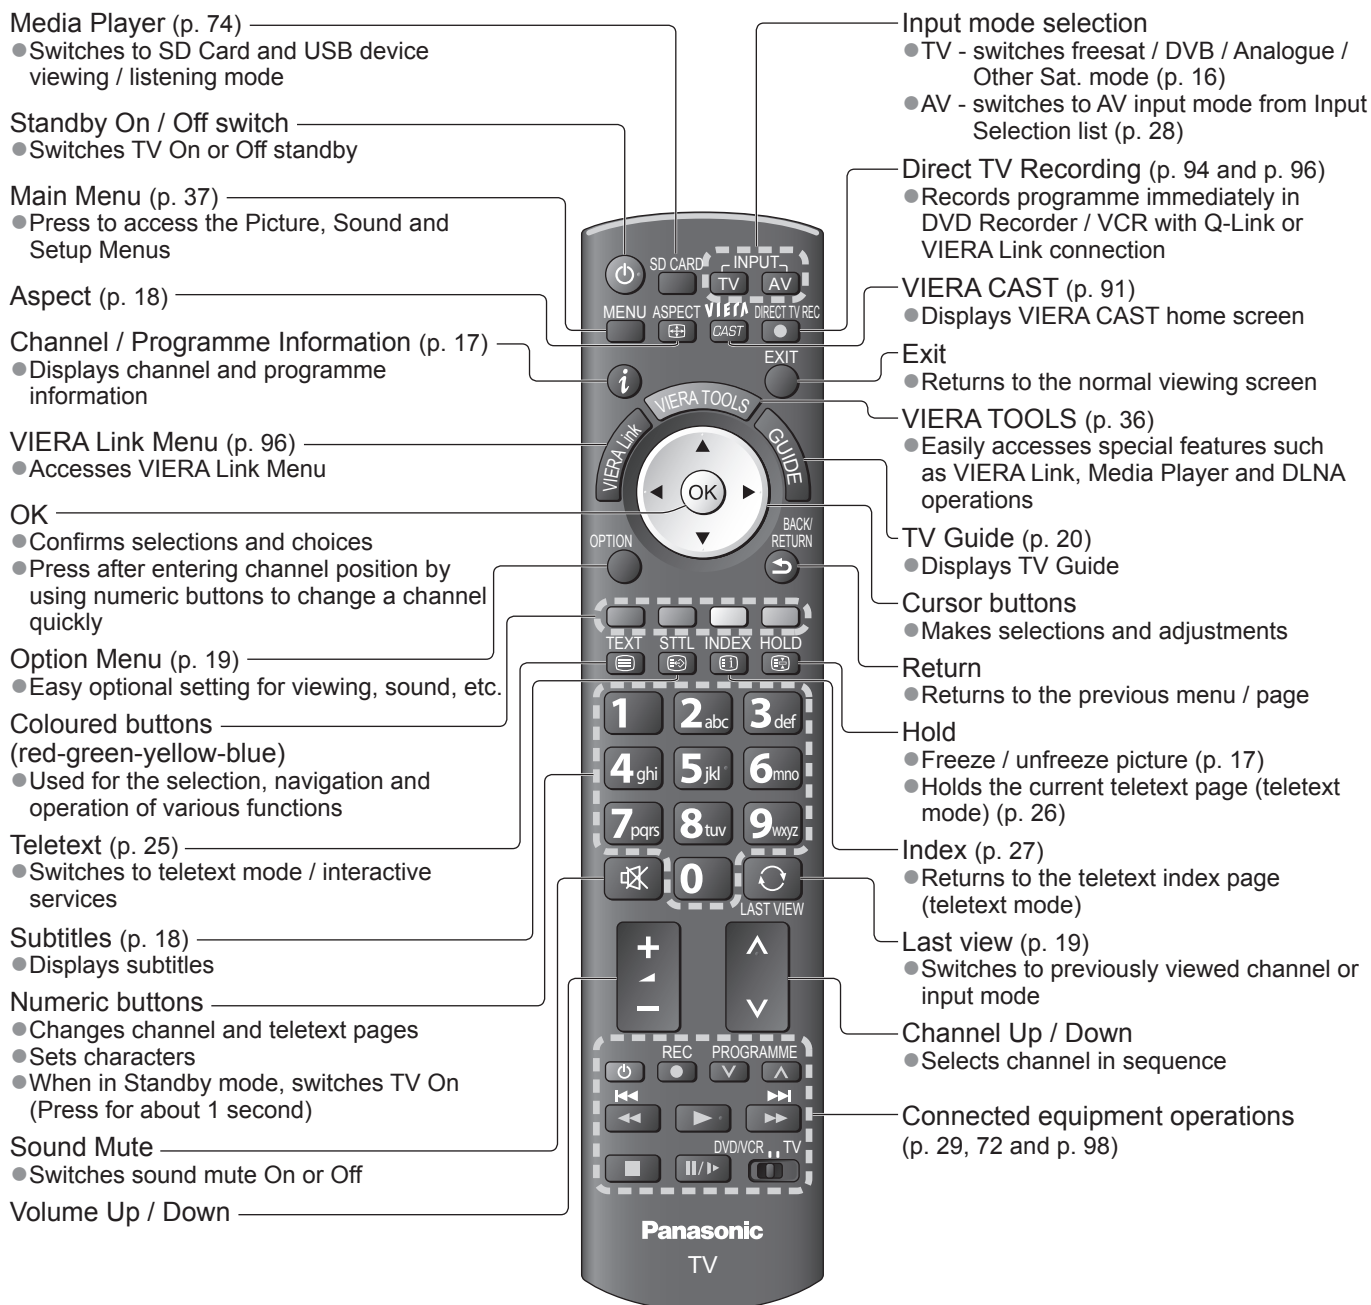 Media Player (p. 74)
●Switches to SD Card and USB device
viewing / listening mode
Standby On / Off switch
●Switches TV On or Off standby
Main Menu (p. 37)
●Press to access the Picture, Sound and
Setup Menus
Aspect (p. 18)
Channel / Programme Information (p. 17)
●Displays channel and programme
information
VIERA Link Menu (p. 96)
●Accesses VIERA Link Menu
OK
●Confirms selections and choices
●Press after entering channel position by
using numeric buttons to change a channel
quickly
Option Menu (p. 19)
●Easy optional setting for viewing, sound, etc.
Coloured buttons
(red-green-yellow-blue)
●Used for the selection, navigation and
operation of various functions
Teletext (p. 25)
●Switches to teletext mode / interactive
services
Subtitles (p. 18)
●Displays subtitles
Numeric buttons
●Changes channel and teletext pages
●Sets characters
●When in Standby mode, switches TV On
(Press for about 1 second)
Sound Mute
●Switches sound mute On or Off
Volume Up / Down
SD CARD INPUT
TV AV
MENU ASPECT VIERA DIRECT TV REC
CAST
EXIT
i
VIERA TOOLS
VIERA Link
GUIDE
OK
OPTION
BACK/
RETURN
TEXT STTL INDEX HOLD
1 2abc 3def
4ghi 5jkl 6mno
7pqrs 8tuv 9wxyz
0
LAST VIEW
+
−
REC PROGRAMME
DVD/VCR TV
Panasonic
TV
Input mode selection
●TV - switches freesat / DVB / Analogue /
Other Sat. mode (p. 16)
●AV - switches to AV input mode from Input
Selection list (p. 28)
Direct TV Recording (p. 94 and p. 96)
●Records programme immediately in
DVD Recorder / VCR with Q-Link or
VIERA Link connection
VIERA CAST (p. 91)
●Displays VIERA CAST home screen
Exit
●Returns to the normal viewing screen
VIERA TOOLS (p. 36)
●Easily accesses special features such
as VIERA Link, Media Player and DLNA
operations
TV Guide (p. 20)
●Displays TV Guide
Cursor buttons
●Makes selections and adjustments
Return
●Returns to the previous menu / page
Hold
●Freeze / unfreeze picture (p. 17)
●Holds the current teletext page (teletext
mode) (p. 26)
Index (p. 27)
●Returns to the teletext index page
(teletext mode)
Last view (p. 19)
●Switches to previously viewed channel or
input mode
Channel Up / Down
●Selects channel in sequence
Connected equipment operations
(p. 29, 72 and p. 98)